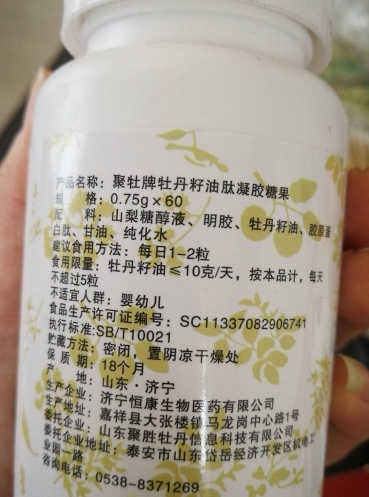 产品名称：聚牡牌牡丹籽油肽凝胶糖果
规　　格：0.75g×60
配　　料：山梨糖醇液、明胶、牡丹籽油、胶原蛋
白肽、甘油、纯化水
建议食用方法：每日1-2粒
食用限量：牡丹籽油≤10克/天，按本品计，每天
不超过5粒
不适宜人群：婴幼儿
食品生产许可证编号：SC11337082906741
执行标准:SB/T10021
贮藏方法：密闭，置阴凉干燥处
保 质 期：18个月
产　　地：山东·济宁
生产企业：济宁恒康生物医药有限公司
生产地址：嘉祥县大张楼镇马龙岗中心路1号
委托企业：山东聚胜牡丹信息科技有限公司
委托企业地址：泰安市山东岱岳经济开发区机电工
业园一路
咨询电话：0538-8371269